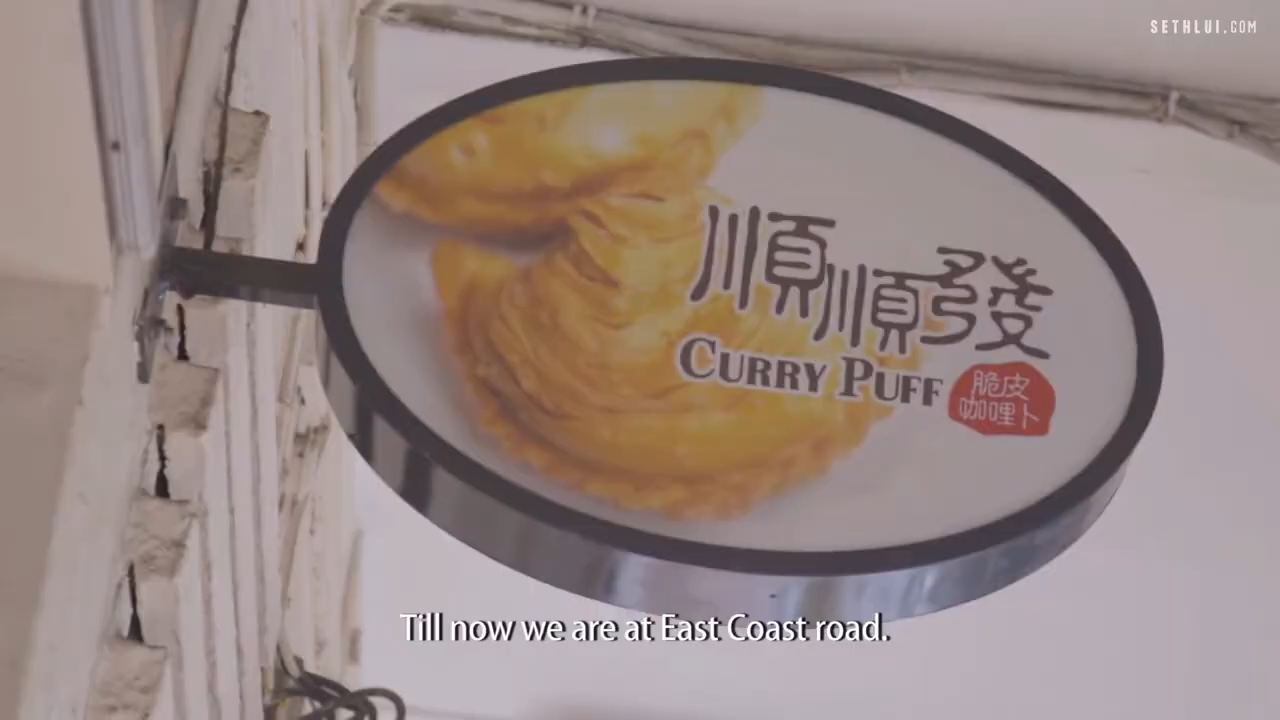 SETHLUI.COM
順順發
CURRY PUFF
脆皮
咖哩卜
Till now we are at East Coast road.